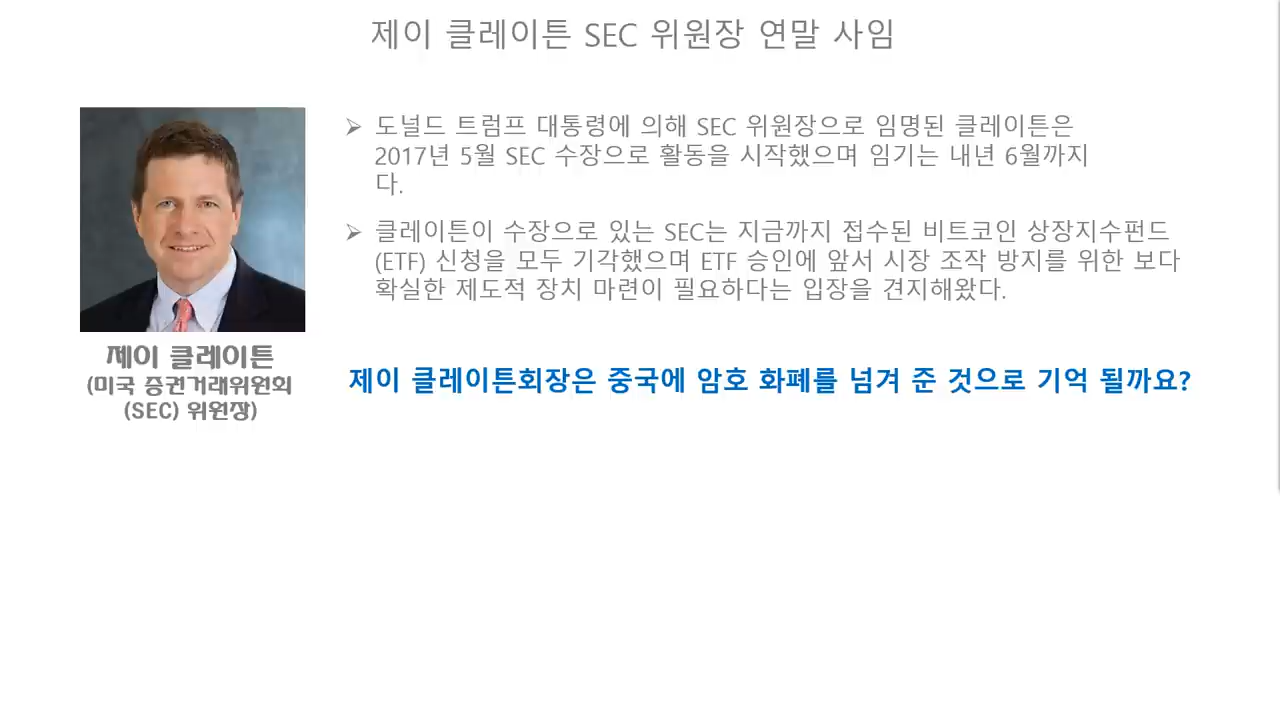 제이 클레이튼 SEC 위원장 연말 사임
➢ 도널드 트럼프 대통령에 의해 SEC 위원장으로 임명된 클레이튼은
2017년 5월 SEC 수장으로 활동을 시작했으며 임기는 내년 6월까지
다.
➢ 클레이튼이 수장으로 있는 SEC는 지금까지 접수된 비트코인 상장지수펀드
(ETF) 신청을 모두 기각했으며 ETF 승인에 앞서 시장 조작 방지를 위한 보다
확실한 제도적 장치 마련이 필요하다는 입장을 견지해왔다.
제이 클레이튼
(미국 증권거래위원회
(SEC) 위원장)
제이 클레이튼회장은 중국에 암호 화폐를 넘겨 준 것으로 기억 될까요?